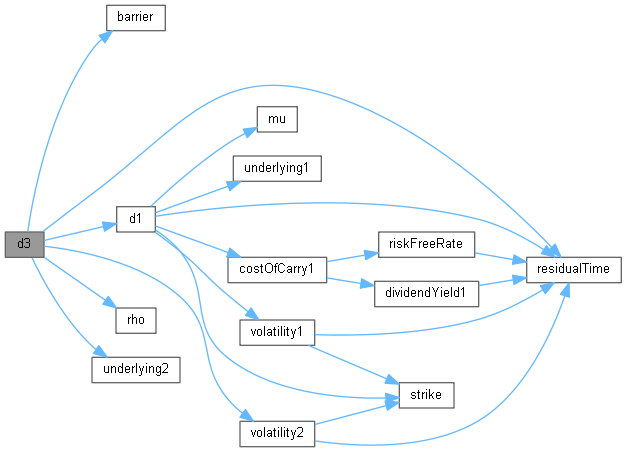 barrier
mu
underlying1
d1
d3
riskFreeRate
costOfCarry1
residualTime
dividendYield1
rho
volatility1
underlying2
strike
volatility2